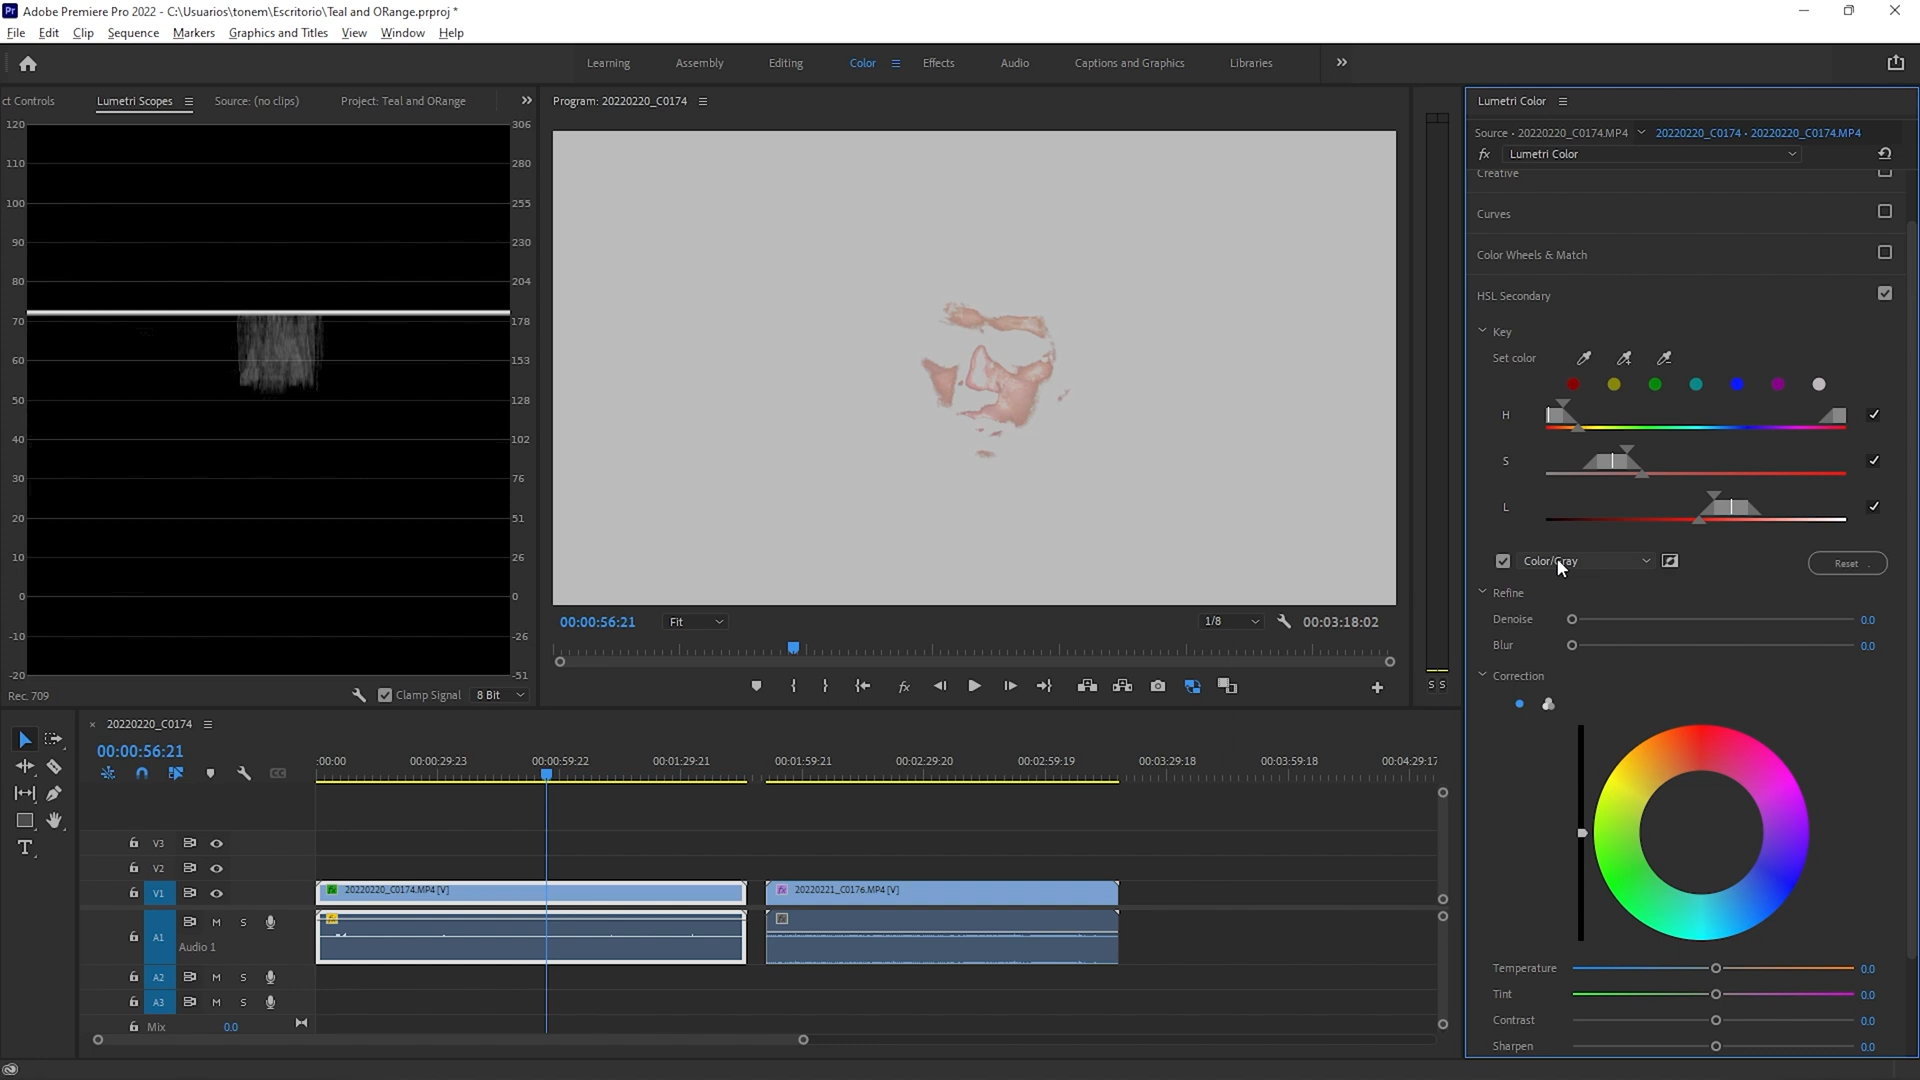 Adobe Premiere Pro 2022 - C:\Usuarios\tonem\Escritorio\Teal and ORange.prproj *
File Edit Clip Sequence Markers Graphics and Titles View Window Help
Learning Assembly Editing Color Effects Audio Captions and Graphics Libraries
ct Controls Lumetri Scopes Source: (no clips) Project: Teal and ORange
Program: 20220220_C0174
Lumetri Color
Source • 20220220_C0174.MP4 20220220_C0174 • 20220220_C0174.MP4
fx Lumetri Color
Creative
Curves
Color Wheels & Match
HSL Secondary
Key
Set color
H
S
L
Color/Gray
Reset
Refine
Denoise 0.0
Blur 0.0
Correction
Temperature 0.0
Tint 0.0
Contrast 0.0
Sharpen 0.0
120 306
110 280
100 255
90 230
80 204
70 178
60 153
50 128
40 102
30 76
20 51
10 26
0 0
-10 -26
-20 -51
Rec. 709 Clamp Signal 8 Bit
00:00:56:21 Fit 1/8 00:03:18:02
S S
20220220_C0174
00:00:56:21
:00:00 00:00:29:23 00:00:59:22 00:01:29:21 00:01:59:21 00:02:29:20 00:02:59:19 00:03:29:18 00:03:59:18 00:04:29:17
V3
V2
V1 20220220_C0174.MP4 [V] 20220221_C0176.MP4 [V]
A1 M S
Audio 1
A2 M S
A3 M S
Mix 0.0